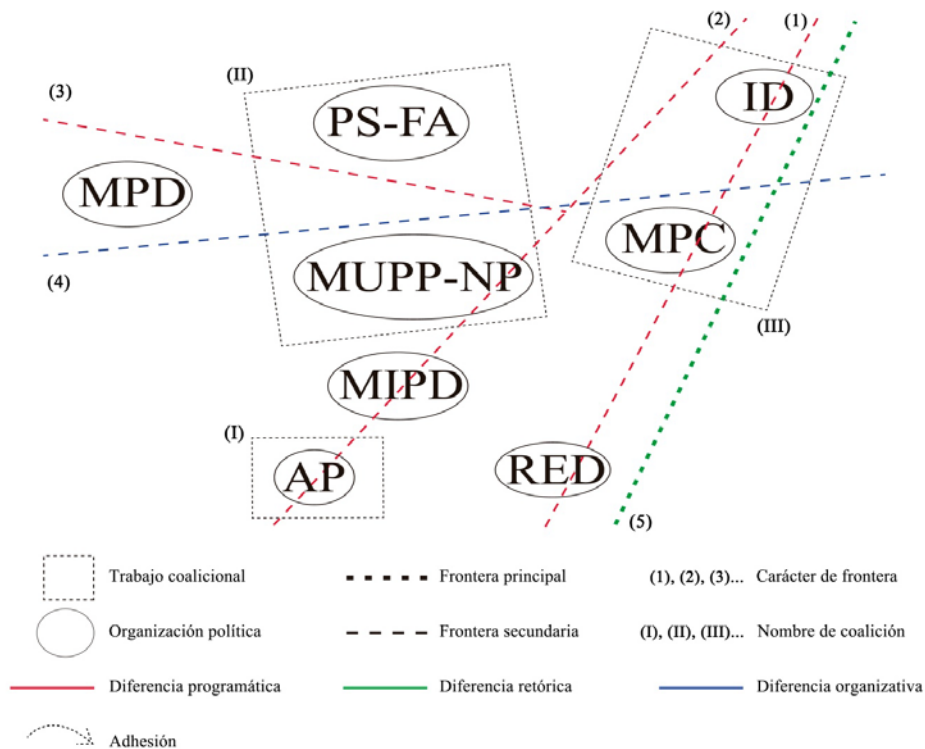 (2)
(1)
(II)
ID
(3)
PS-FA
MPD
MPC
(4)
MUPP-NP
(III)
MIPD
(I)
AP
RED
(5)
Trabajo coalicional
Frontera principal
(1), (2), (3)... Carácter de frontera
Organización política
Frontera secundaria
(I), (II), (III)... Nombre de coalición
Diferencia programática
Diferencia retórica
Diferencia organizativa
Adhesión